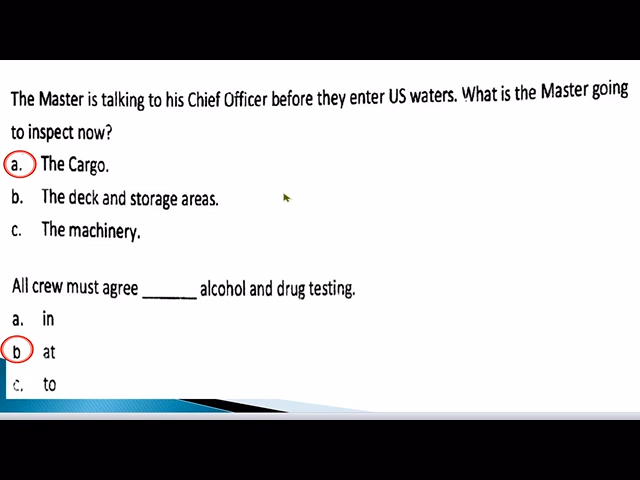 The Master is talking to his Chief Officer before they enter US waters. What is the Master going
to inspect now?
a. The Cargo.
b. The deck and storage areas.
c. The machinery.
All crew must agree ______ alcohol and drug testing.
a. in
b at
c. to